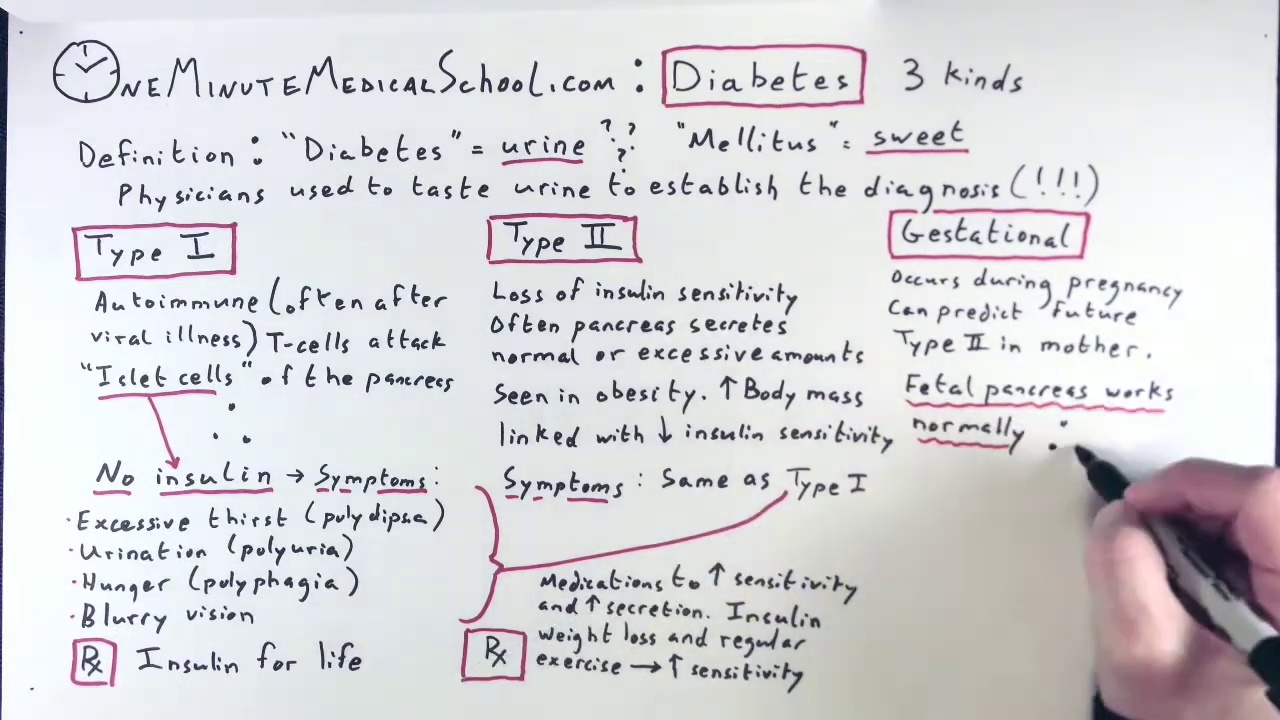 OneMinuteMedicalSchool.com : Diabetes 3 kinds
Definition : "Diabetes" = urine ??? "Mellitus" = sweet
Physicians used to taste urine to establish the diagnosis (!!!)
Type I
Autoimmune (often after
viral illness) T-cells attack
"Islet cells" of the pancreas
∴
No insulin → Symptoms :
· Excessive thirst (polydipsia)
· Urination (polyuria)
· Hunger (polyphagia)
· Blurry vision
Rx Insulin for life
Type II
Loss of insulin sensitivity
Often pancreas secretes
normal or excessive amounts
Seen in obesity. ↑ Body mass
linked with ↓ insulin sensitivity
Symptoms : Same as Type I
Rx
Medications to ↑ sensitivity
and ↑ secretion. Insulin
weight loss and regular
exercise → ↑ sensitivity
Gestational
Occurs during pregnancy
Can predict future
Type II in mother.
Fetal pancreas works
normally ∴